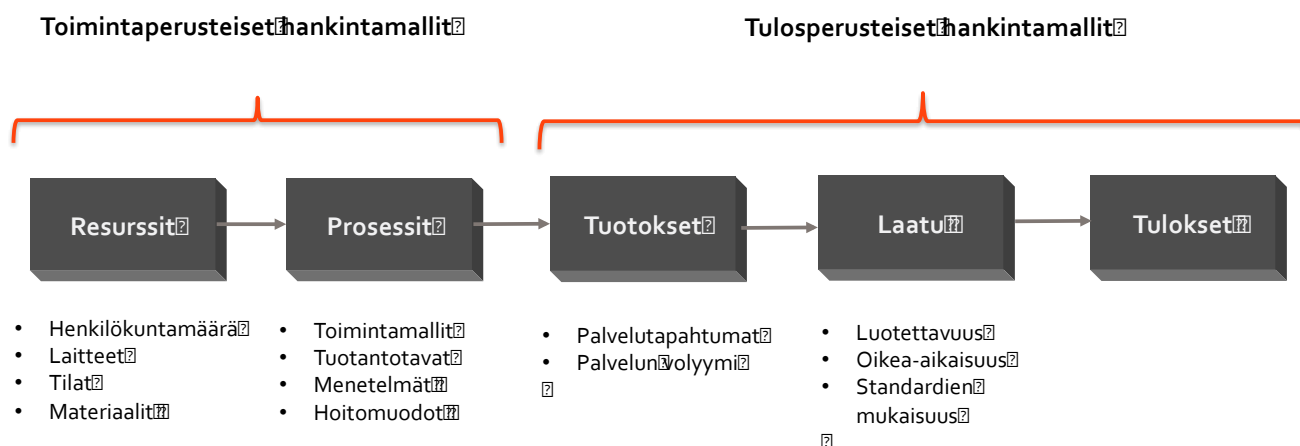 Toimintaperusteiset hankintamallit
Tulosperusteiset hankintamallit
Resurssit
Prosessit
Tuotokset
Laatu
Tulokset
• Henkilökuntamäärä
• Laitteet
• Tilat
• Materiaalit
• Toimintamallit
• Tuotantotavat
• Menetelmät
• Hoitomuodot
• Palvelutapahtumat
• Palvelun volyymi
• Luotettavuus
• Oikea-aikaisuus
• Standardien
mukaisuus